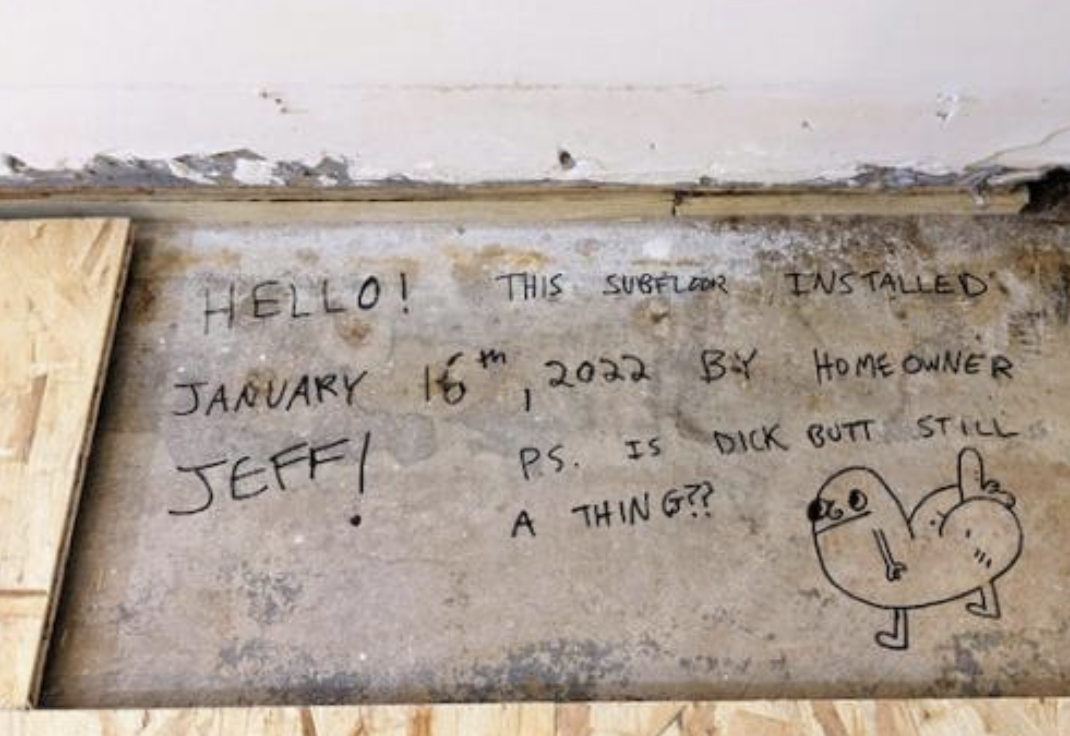 HELLO! THIS SUBFLOOR INSTALLED
JANUARY 16th, 2022 BY HOMEOWNER
JEFF! P.S. IS DICK BUTT STILL
A THING??